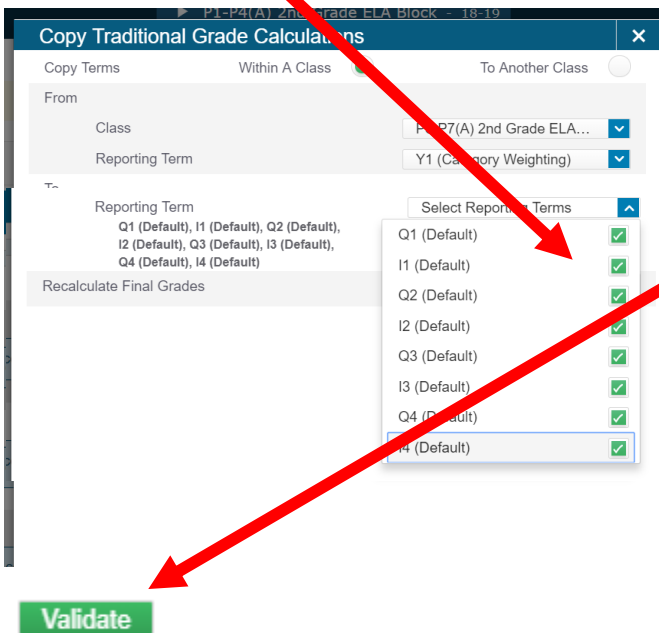 P1-P4(A) 2nd Grade ELA Block - 18-19
Copy Traditional Grade Calculations
Copy Terms Within A Class To Another Class
From
Class 2nd Grade ELA...
Reporting Term Y1 (Category Weighting)
To
Reporting Term Select Reporting Terms
Q1 (Default), I1 (Default), Q2 (Default),
I2 (Default), Q3 (Default), I3 (Default),
Q4 (Default), I4 (Default)
Q1 (Default)
I1 (Default)
Q2 (Default)
I2 (Default)
Q3 (Default)
I3 (Default)
Q4 (Default)
I4 (Default)
Recalculate Final Grades
Validate